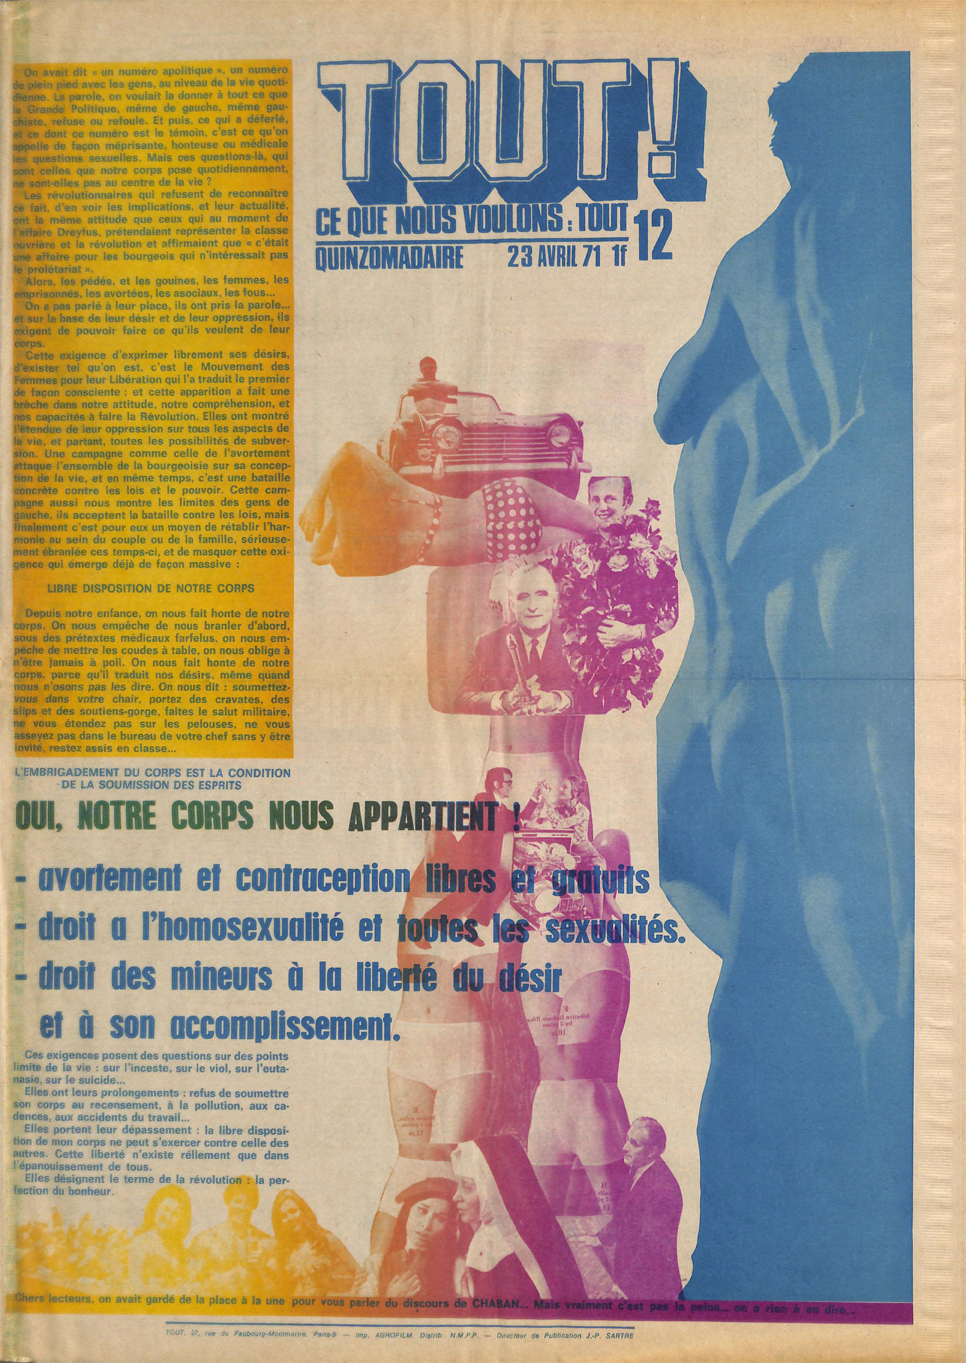 On avait dit « un numéro apolitique », un numéro
de plein pied avec les gens, au niveau de la vie quoti-
dienne. La parole, on voulait la donner à tout ce que
la Grande Politique, même de gauche, même gau-
chiste, refuse ou refoule. Et puis, ce qui a déferlé,
et ce dont ce numéro est le témoin, c'est ce qu'on
appelle de façon méprisante, honteuse ou médicale
les questions sexuelles. Mais ces questions-là, qui
sont celles que notre corps pose quotidiennement,
ne sont-elles pas au centre de la vie ?
Les révolutionnaires qui refusent de reconnaître
ce fait, d'en voir les implications, et leur actualité,
ont la même attitude que ceux qui au moment de
l'affaire Dreyfus, prétendaient représenter la classe
ouvrière et la révolution et affirmaient que « c'était
une affaire pour les bourgeois qui n'intéressait pas
le prolétariat ».
Alors, les pédés, et les gouines, les femmes, les
emprisonnés, les avortées, les asociaux, les fous...
On a pas parlé à leur place, ils ont pris la parole...
et sur la base de leur désir et de leur oppression, ils
exigent de pouvoir faire ce qu'ils veulent de leur
corps.
Cette exigence d'exprimer librement ses désirs,
d'exister tel qu'on est, c'est le Mouvement des
Femmes pour leur Libération qui l'a traduit le premier
de façon consciente ; et cette apparition a fait une
brèche dans notre attitude, notre compréhension, et
nos capacités à faire la Révolution. Elles ont montré
l'étendue de leur oppression sur tous les aspects de
la vie, et partant, toutes les possibilités de subver-
sion. Une campagne comme celle de l'avortement
attaque l'ensemble de la bourgeoisie sur sa concep-
tion de la vie, et en même temps, c'est une bataille
concrète contre les lois et le pouvoir. Cette cam-
pagne aussi nous montre les limites des gens de
gauche, ils acceptent la bataille contre les lois, mais
finalement c'est pour eux un moyen de rétablir l'har-
monie au sein du couple ou de la famille, sérieuse-
ment ébranlée ces temps-ci, et de masquer cette exi-
gence qui émerge déjà de façon massive :
LIBRE DISPOSITION DE NOTRE CORPS
Depuis notre enfance, on nous fait honte de notre
corps. On nous empêche de nous branler d'abord,
sous des prétextes médicaux farfelus, on nous em-
pêche de mettre les coudes à table, on nous oblige à
n'être jamais à poil. On nous fait honte de notre
corps, parce qu'il traduit nos désirs, même quand
nous n'osons pas les dire. On nous dit : soumettez-
vous dans votre chair, portez des cravates, des
slips et des soutiens-gorge, faites le salut militaire,
ne vous étendez pas sur les pelouses, ne vous
asseyez pas dans le bureau de votre chef sans y être
invité, restez assis en classe...
L'EMBRIGADEMENT DU CORPS EST LA CONDITION
DE LA SOUMISSION DES ESPRITS
TOUT!
CE QUE NOUS VOULONS : TOUT
12
QUINZOMADAIRE 23 AVRIL 71 1f
OUI, NOTRE CORPS NOUS APPARTIENT !
- avortement et contraception libres et gratuits
- droit a l'homosexualité et toutes les sexualités.
- droit des mineurs à la liberté du désir
et à son accomplissement.
Ces exigences posent des questions sur des points
limite de la vie : sur l'inceste, sur le viol, sur l'euta-
nasie, sur le suicide...
Elles ont leurs prolongements : refus de soumettre
son corps au recensement, à la pollution, aux ca-
dences, aux accidents du travail...
Elles portent leur dépassement : la libre disposi-
tion de mon corps ne peut s'exercer contre celle des
autres. Cette liberté n'existe réllement que dans
l'épanouissement de tous.
Elles désignent le terme de la révolution : la per-
fection du bonheur.
Chers lecteurs, on avait gardé de la place à la une pour vous parler du discours de CHABAN... Mais vraiment c'est pas la peine... on a rien à en dire...
TOUT, 27, rue du Faubourg-Montmartre, Paris-9e — Imp. AGROFILM. Distrib. N.M.P.P. — Directeur de Publication J.-P. SARTRE